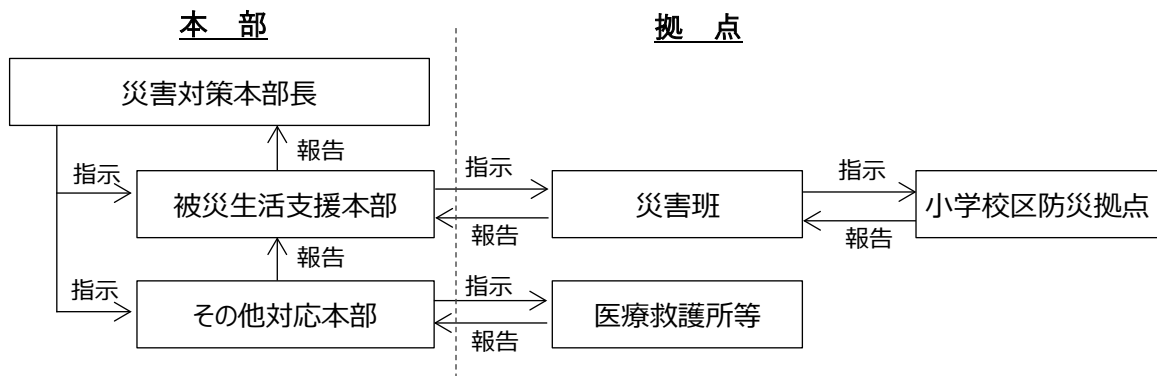 本　部
拠　点
災害対策本部長
報告
指示
指示
指示
被災生活支援本部
災害班
小学校区防災拠点
報告
報告
報告
指示
指示
その他対応本部
医療救護所等
報告